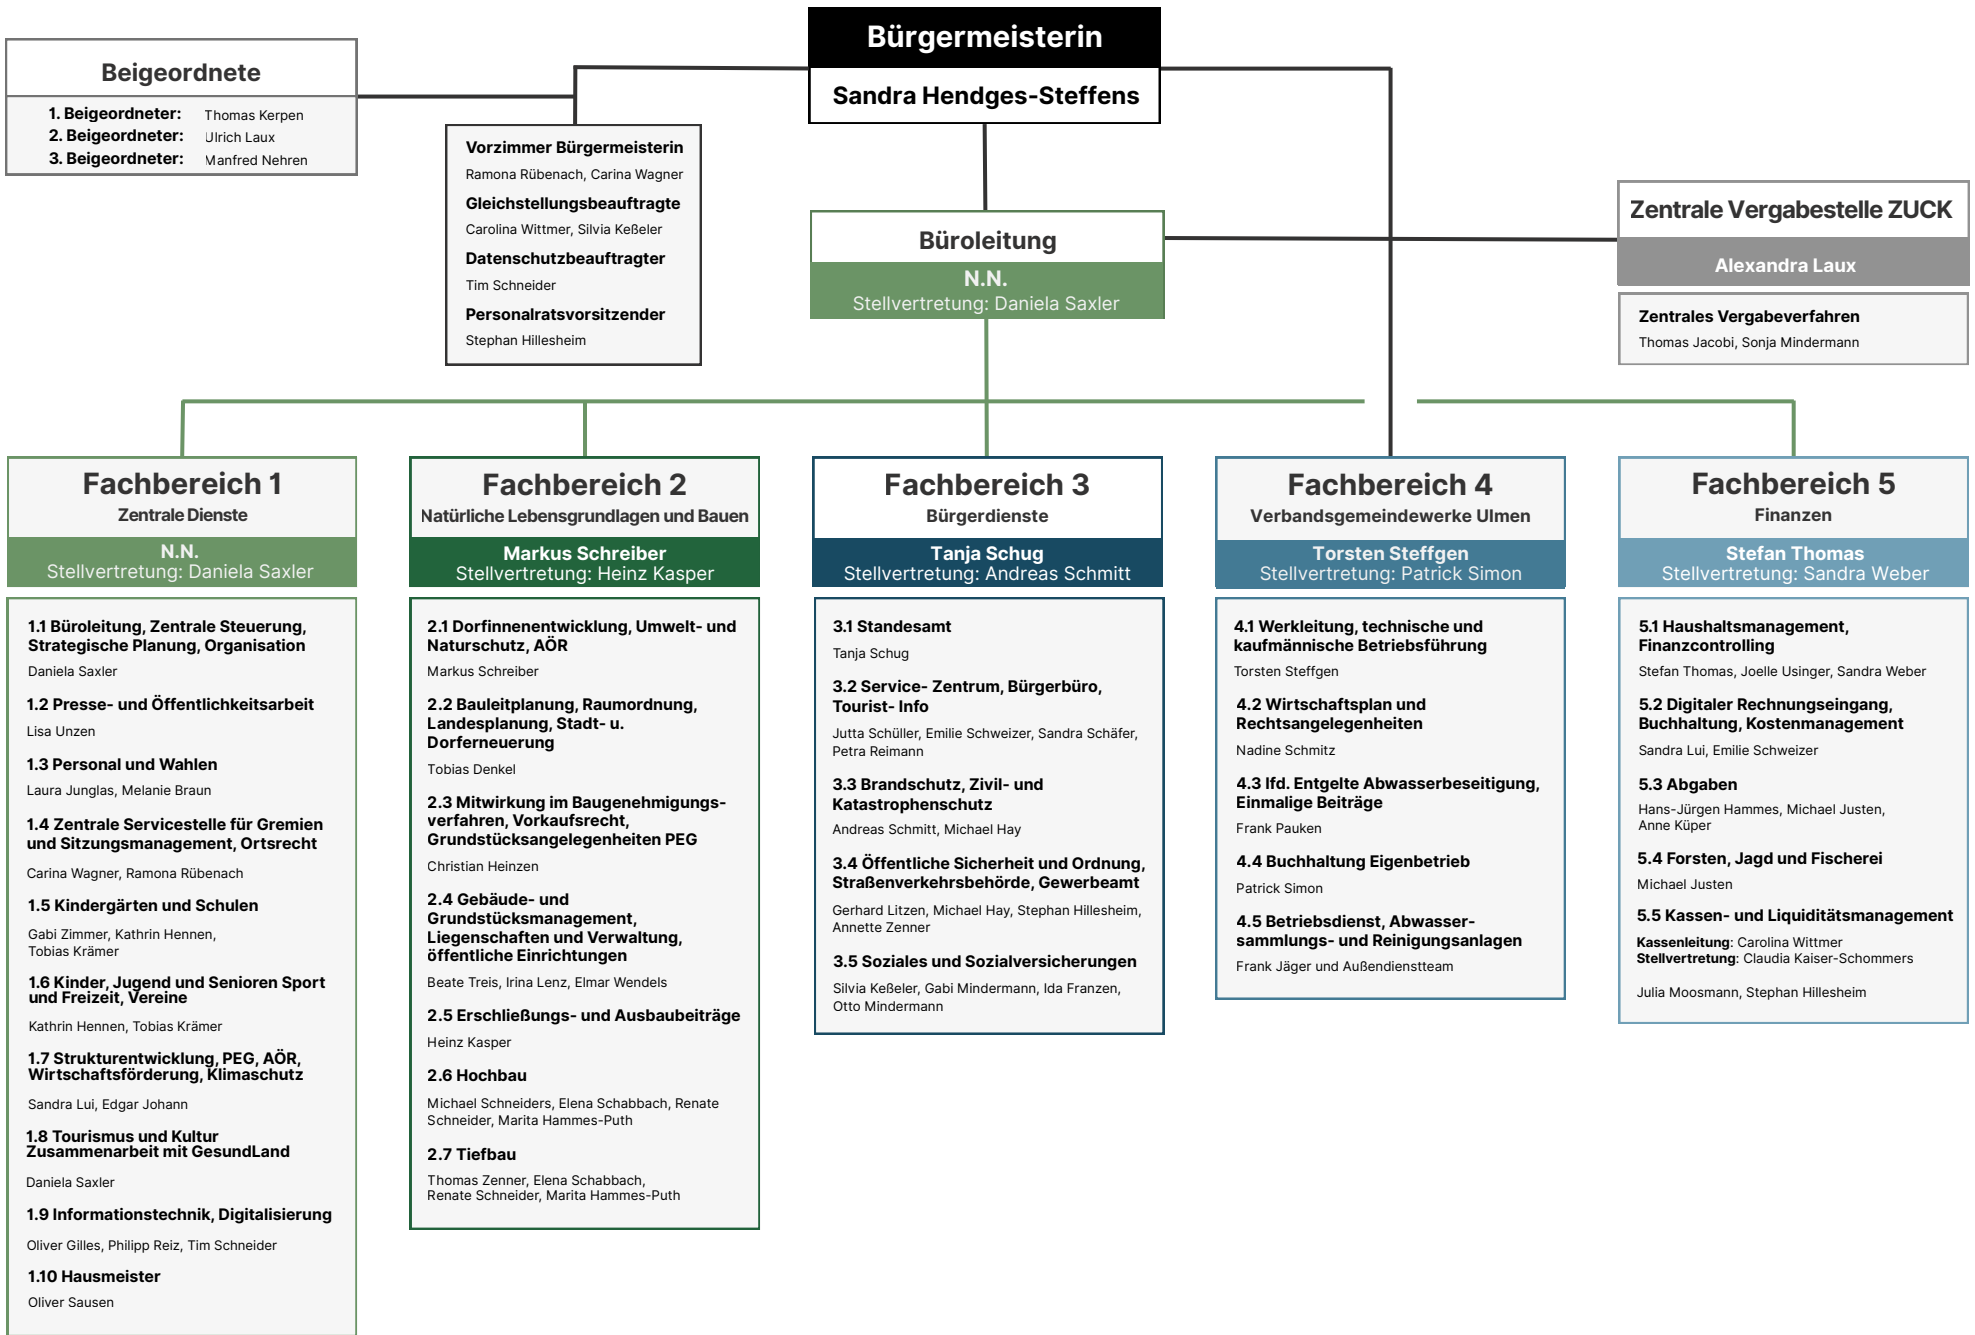 Bürgermeisterin
Sandra Hendges-Steffens
Beigeordnete
1. Beigeordneter: Thomas Kerpen
2. Beigeordneter: Ulrich Laux
3. Beigeordneter: Manfred Nehren
Vorzimmer Bürgermeisterin
Ramona Rübenach, Carina Wagner
Gleichstellungsbeauftragte
Carolina Wittmer, Silvia Keßeler
Datenschutzbeauftragter
Tim Schneider
Personalratsvorsitzender
Stephan Hillesheim
Büroleitung
N.N.
Stellvertretung: Daniela Saxler
Zentrale Vergabestelle ZUCK
Alexandra Laux
Zentrales Vergabeverfahren
Thomas Jacobi, Sonja Mindermann
Fachbereich 1
Zentrale Dienste
N.N.
Stellvertretung: Daniela Saxler
1.1 Büroleitung, Zentrale Steuerung,
Strategische Planung, Organisation
Daniela Saxler
1.2 Presse- und Öffentlichkeitsarbeit
Lisa Unzen
1.3 Personal und Wahlen
Laura Junglas, Melanie Braun
1.4 Zentrale Servicestelle für Gremien
und Sitzungsmanagement, Ortsrecht
Carina Wagner, Ramona Rübenach
1.5 Kindergärten und Schulen
Gabi Zimmer, Kathrin Hennen,
Tobias Krämer
1.6 Kinder, Jugend und Senioren Sport
und Freizeit, Vereine
Kathrin Hennen, Tobias Krämer
1.7 Strukturentwicklung, PEG, AÖR,
Wirtschaftsförderung, Klimaschutz
Sandra Lui, Edgar Johann
1.8 Tourismus und Kultur
Zusammenarbeit mit GesundLand
Daniela Saxler
1.9 Informationstechnik, Digitalisierung
Oliver Gilles, Philipp Reiz, Tim Schneider
1.10 Hausmeister
Oliver Sausen
Fachbereich 2
Natürliche Lebensgrundlagen und Bauen
Markus Schreiber
Stellvertretung: Heinz Kasper
2.1 Dorfinnenentwicklung, Umwelt- und
Naturschutz, AÖR
Markus Schreiber
2.2 Bauleitplanung, Raumordnung,
Landesplanung, Stadt- u.
Dorferneuerung
Tobias Denkel
2.3 Mitwirkung im Baugenehmigungs-
verfahren, Vorkaufsrecht,
Grundstücksangelegenheiten PEG
Christian Heinzen
2.4 Gebäude- und
Grundstücksmanagement,
Liegenschaften und Verwaltung,
öffentliche Einrichtungen
Beate Treis, Irina Lenz, Elmar Wendels
2.5 Erschließungs- und Ausbaubeiträge
Heinz Kasper
2.6 Hochbau
Michael Schneiders, Elena Schabbach, Renate
Schneider, Marita Hammes-Puth
2.7 Tiefbau
Thomas Zenner, Elena Schabbach,
Renate Schneider, Marita Hammes-Puth
Fachbereich 3
Bürgerdienste
Tanja Schug
Stellvertretung: Andreas Schmitt
3.1 Standesamt
Tanja Schug
3.2 Service- Zentrum, Bürgerbüro,
Tourist- Info
Jutta Schüller, Emilie Schweizer, Sandra Schäfer,
Petra Reimann
3.3 Brandschutz, Zivil- und
Katastrophenschutz
Andreas Schmitt, Michael Hay
3.4 Öffentliche Sicherheit und Ordnung,
Straßenverkehrsbehörde, Gewerbeamt
Gerhard Litzen, Michael Hay, Stephan Hillesheim,
Annette Zenner
3.5 Soziales und Sozialversicherungen
Silvia Keßeler, Gabi Mindermann, Ida Franzen,
Otto Mindermann
Fachbereich 4
Verbandsgemeindewerke Ulmen
Torsten Steffgen
Stellvertretung: Patrick Simon
4.1 Werkleitung, technische und
kaufmännische Betriebsführung
Torsten Steffgen
4.2 Wirtschaftsplan und
Rechtsangelegenheiten
Nadine Schmitz
4.3 lfd. Entgelte Abwasserbeseitigung,
Einmalige Beiträge
Frank Pauken
4.4 Buchhaltung Eigenbetrieb
Patrick Simon
4.5 Betriebsdienst, Abwasser-
sammlungs- und Reinigungsanlagen
Frank Jäger und Außendienstteam
Fachbereich 5
Finanzen
Stefan Thomas
Stellvertretung: Sandra Weber
5.1 Haushaltsmanagement,
Finanzcontrolling
Stefan Thomas, Joelle Usinger, Sandra Weber
5.2 Digitaler Rechnungseingang,
Buchhaltung, Kostenmanagement
Sandra Lui, Emilie Schweizer
5.3 Abgaben
Hans-Jürgen Hammes, Michael Justen,
Anne Küper
5.4 Forsten, Jagd und Fischerei
Michael Justen
5.5 Kassen- und Liquiditätsmanagement
Kassenleitung: Carolina Wittmer
Stellvertretung: Claudia Kaiser-Schommers
Julia Moosmann, Stephan Hillesheim